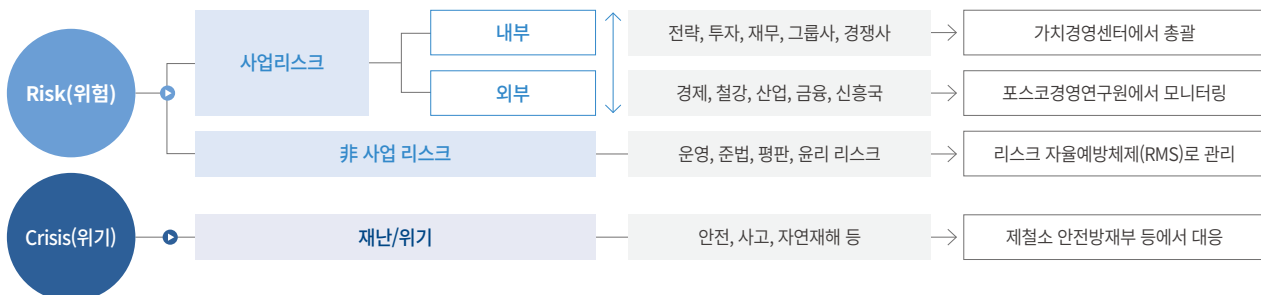 Risk(위험)
사업리스크
내부
전략, 투자, 재무, 그룹사, 경쟁사
가치경영센터에서 총괄
외부
경제, 철강, 산업, 금융, 신흥국
포스코경영연구원에서 모니터링
非 사업 리스크
운영, 준법, 평판, 윤리 리스크
리스크 자율예방체제(RMS)로 관리
Crisis(위기)
재난/위기
안전, 사고, 자연재해 등
제철소 안전방재부 등에서 대응